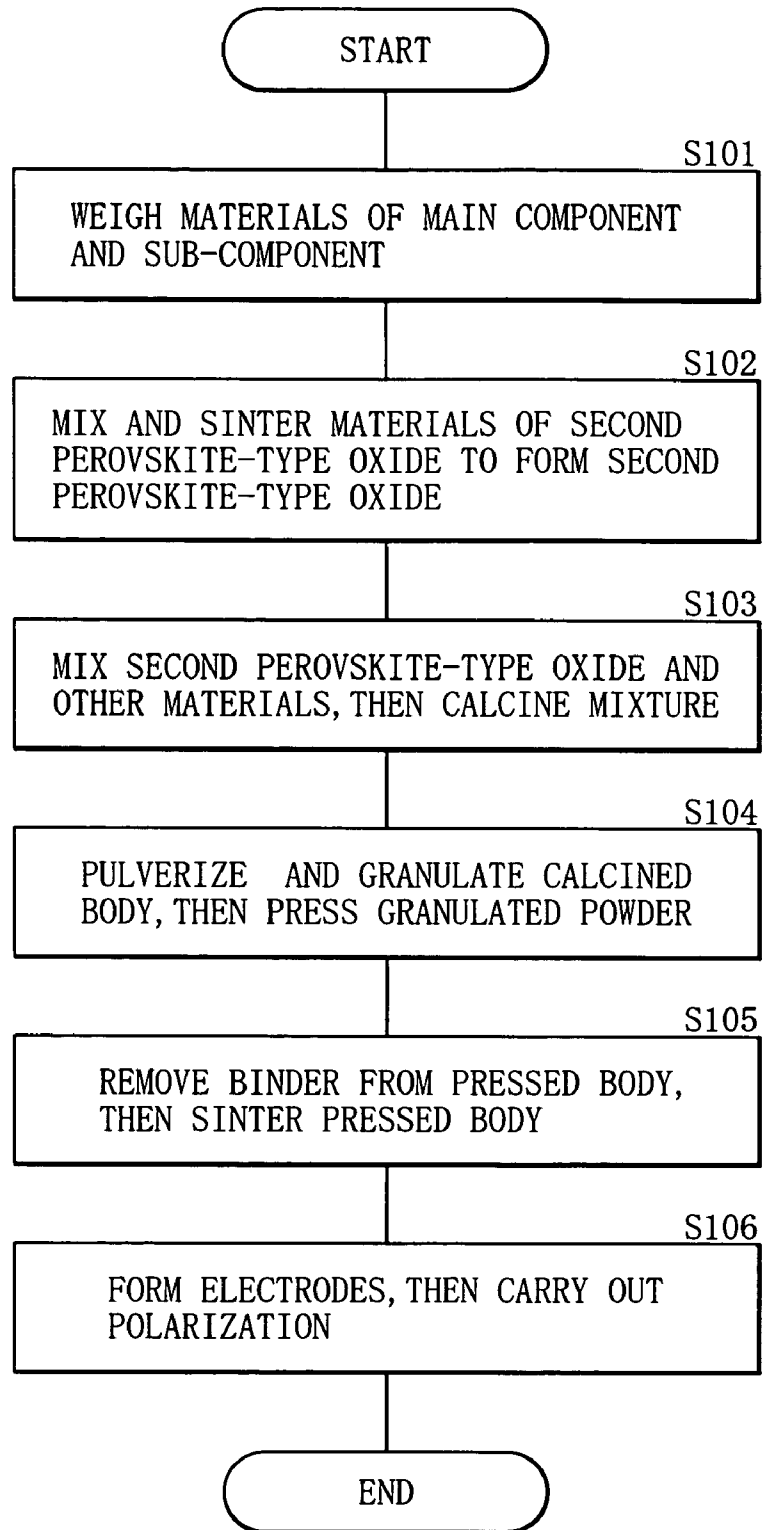 START
S101
WEIGH MATERIALS OF MAIN COMPONENT
AND SUB-COMPONENT
S102
MIX AND SINTER MATERIALS OF SECOND
PEROVSKITE-TYPE OXIDE TO FORM SECOND
PEROVSKITE-TYPE OXIDE
S103
MIX SECOND PEROVSKITE-TYPE OXIDE AND
OTHER MATERIALS, THEN CALCINE MIXTURE
S104
PULVERIZE AND GRANULATE CALCINED
BODY, THEN PRESS GRANULATED POWDER
S105
REMOVE BINDER FROM PRESSED BODY,
THEN SINTER PRESSED BODY
S106
FORM ELECTRODES, THEN CARRY OUT
POLARIZATION
END